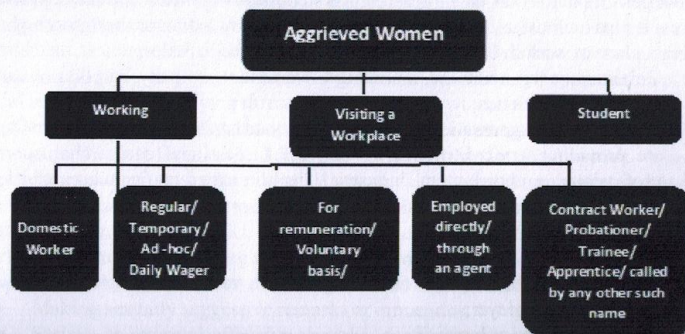 Aggrieved Women
Working
Visiting a
Workplace
Student
Domestic
Worker
Regular/
Temporary/
Ad -hoc/
Daily Wager
For
remuneration/
Voluntary
basis/
Employed
directly/
through
an agent
Contract Worker/
Probationer/
Trainee/
Apprentice/ called
by any other such
name